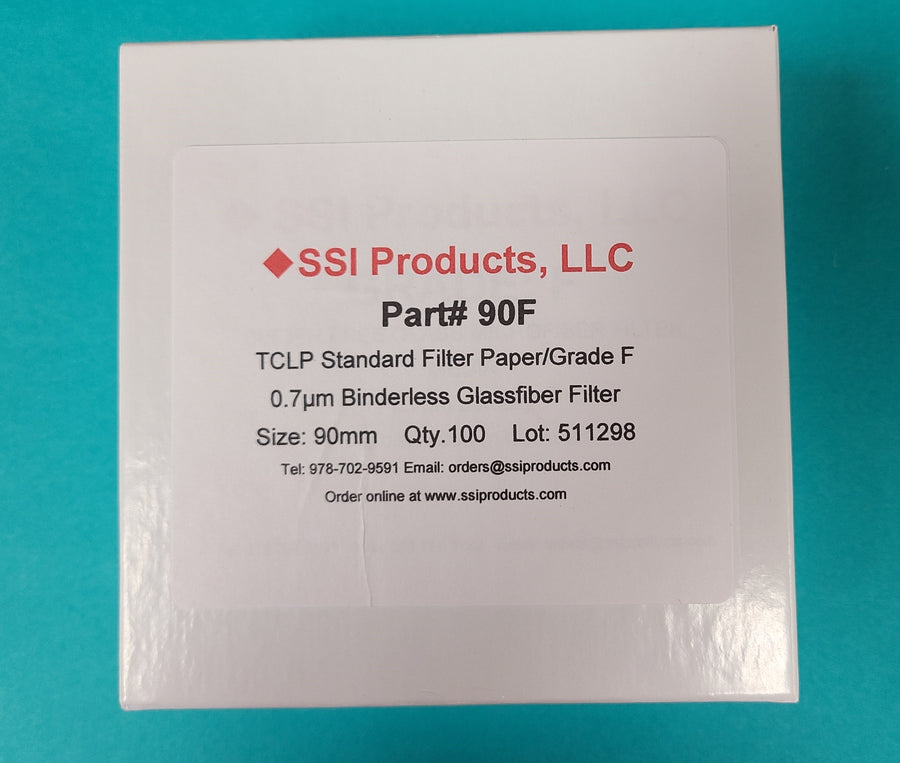 SSI Products, LLC
Part# 90F
TCLP Standard Filter Paper/Grade F
0.7µm Binderless Glassfiber Filter
Size: 90mm Qty.100 Lot: 511298
Tel: 978-702-9591 Email: orders@ssiproducts.com
Order online at www.ssiproducts.com